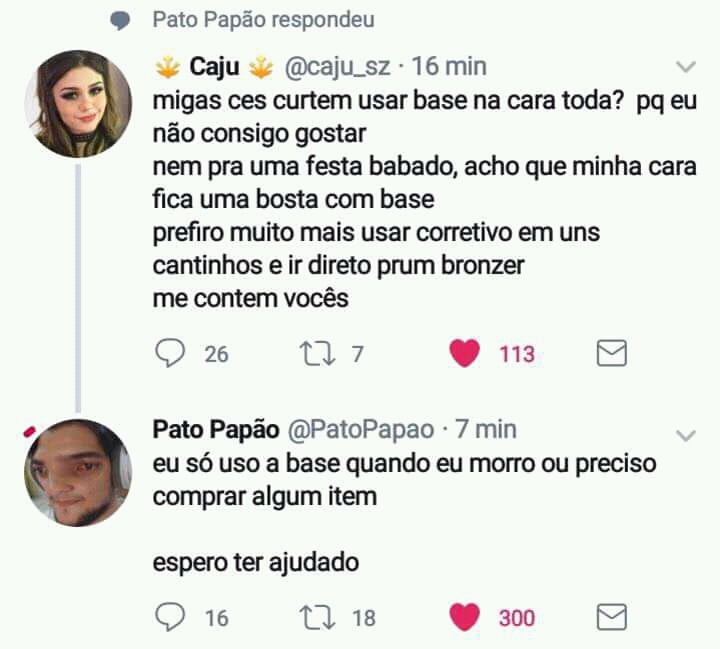 Pato Papão respondeu
Caju @caju_sz · 16 min
migas ces curtem usar base na cara toda? pq eu
não consigo gostar
nem pra uma festa babado, acho que minha cara
fica uma bosta com base
prefiro muito mais usar corretivo em uns
cantinhos e ir direto prum bronzer
me contem vocês
26 7 113
Pato Papão @PatoPapao · 7 min
eu só uso a base quando eu morro ou preciso
comprar algum item
espero ter ajudado
16 18 300